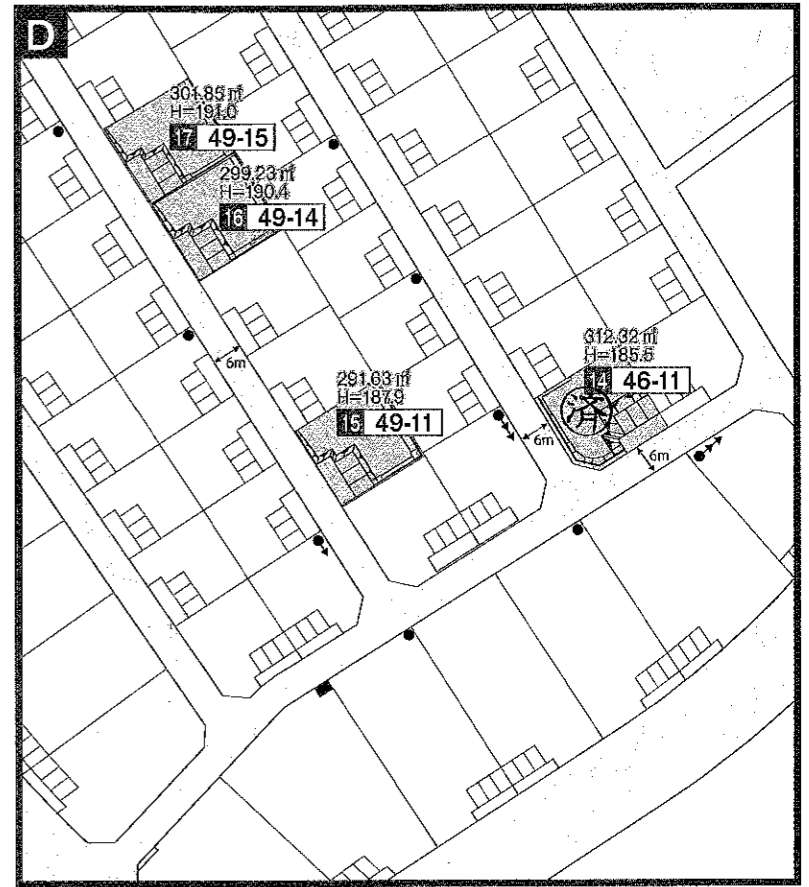 D
301.85㎡
H=191.0
17 49-15
299.23㎡
H=190.4
16 49-14
6m
291.63㎡
H=187.9
15 49-11
312.32㎡
H=185.5
14 46-11
済
6m
6m